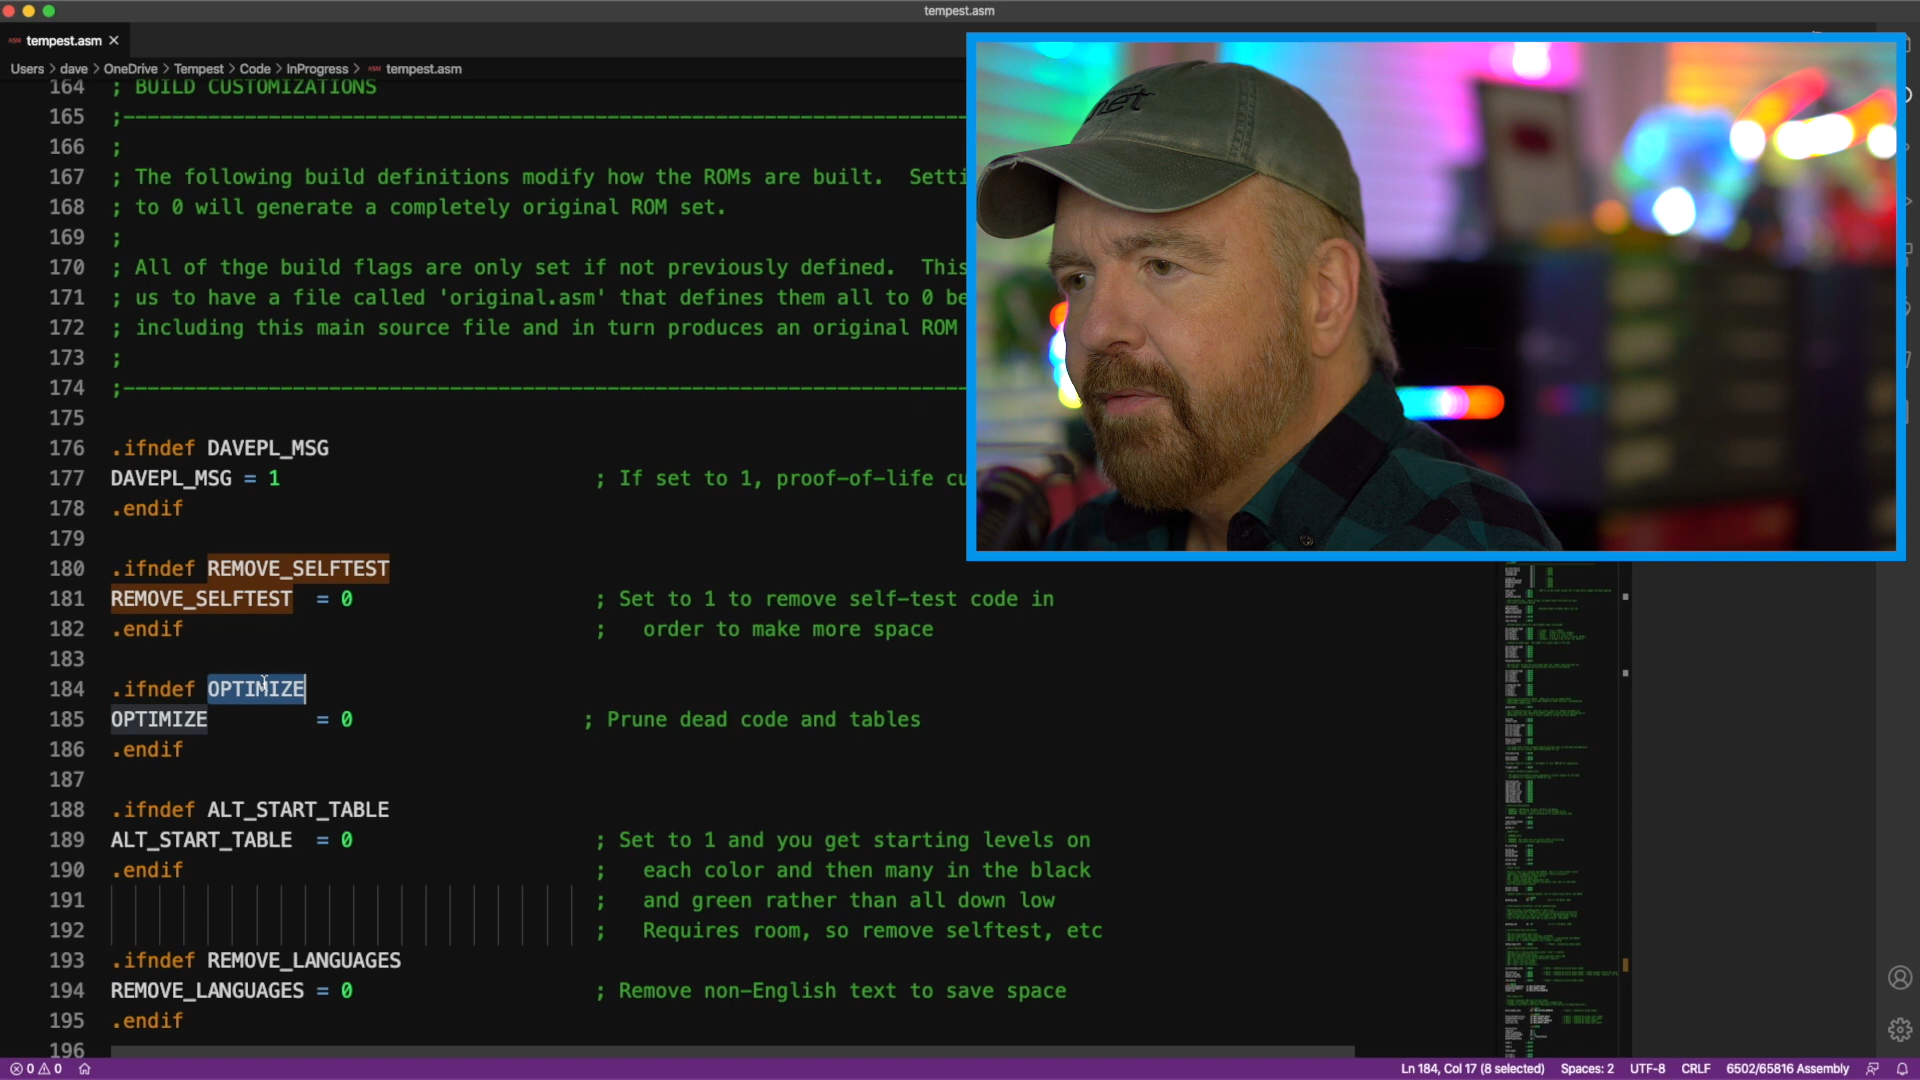 tempest.asm
ASM tempest.asm
Users > dave > OneDrive > Tempest > Code > InProgress > ASM tempest.asm
164 ; BUILD CUSTOMIZATIONS
165 ;
166 ;
167 ; The following build definitions modify how the ROMs are built. Setti
168 ; to 0 will generate a completely original ROM set.
169 ;
170 ; All of thge build flags are only set if not previously defined. This
171 ; us to have a file called 'original.asm' that defines them all to 0 be
172 ; including this main source file and in turn produces an original ROM
173 ;
174 ;
175
176 .ifndef DAVEPL_MSG
177 DAVEPL_MSG = 1 ; If set to 1, proof-of-life cu
178 .endif
179
180 .ifndef REMOVE_SELFTEST
181 REMOVE_SELFTEST = 0 ; Set to 1 to remove self-test code in
182 .endif ; order to make more space
183
184 .ifndef OPTIMIZE
185 OPTIMIZE = 0 ; Prune dead code and tables
186 .endif
187
188 .ifndef ALT_START_TABLE
189 ALT_START_TABLE = 0 ; Set to 1 and you get starting levels on
190 .endif ; each color and then many in the black
191 ; and green rather than all down low
192 ; Requires room, so remove selftest, etc
193 .ifndef REMOVE_LANGUAGES
194 REMOVE_LANGUAGES = 0 ; Remove non-English text to save space
195 .endif
196
0 0 Ln 184, Col 17 (8 selected) Spaces: 2 UTF-8 CRLF 6502/65816 Assembly